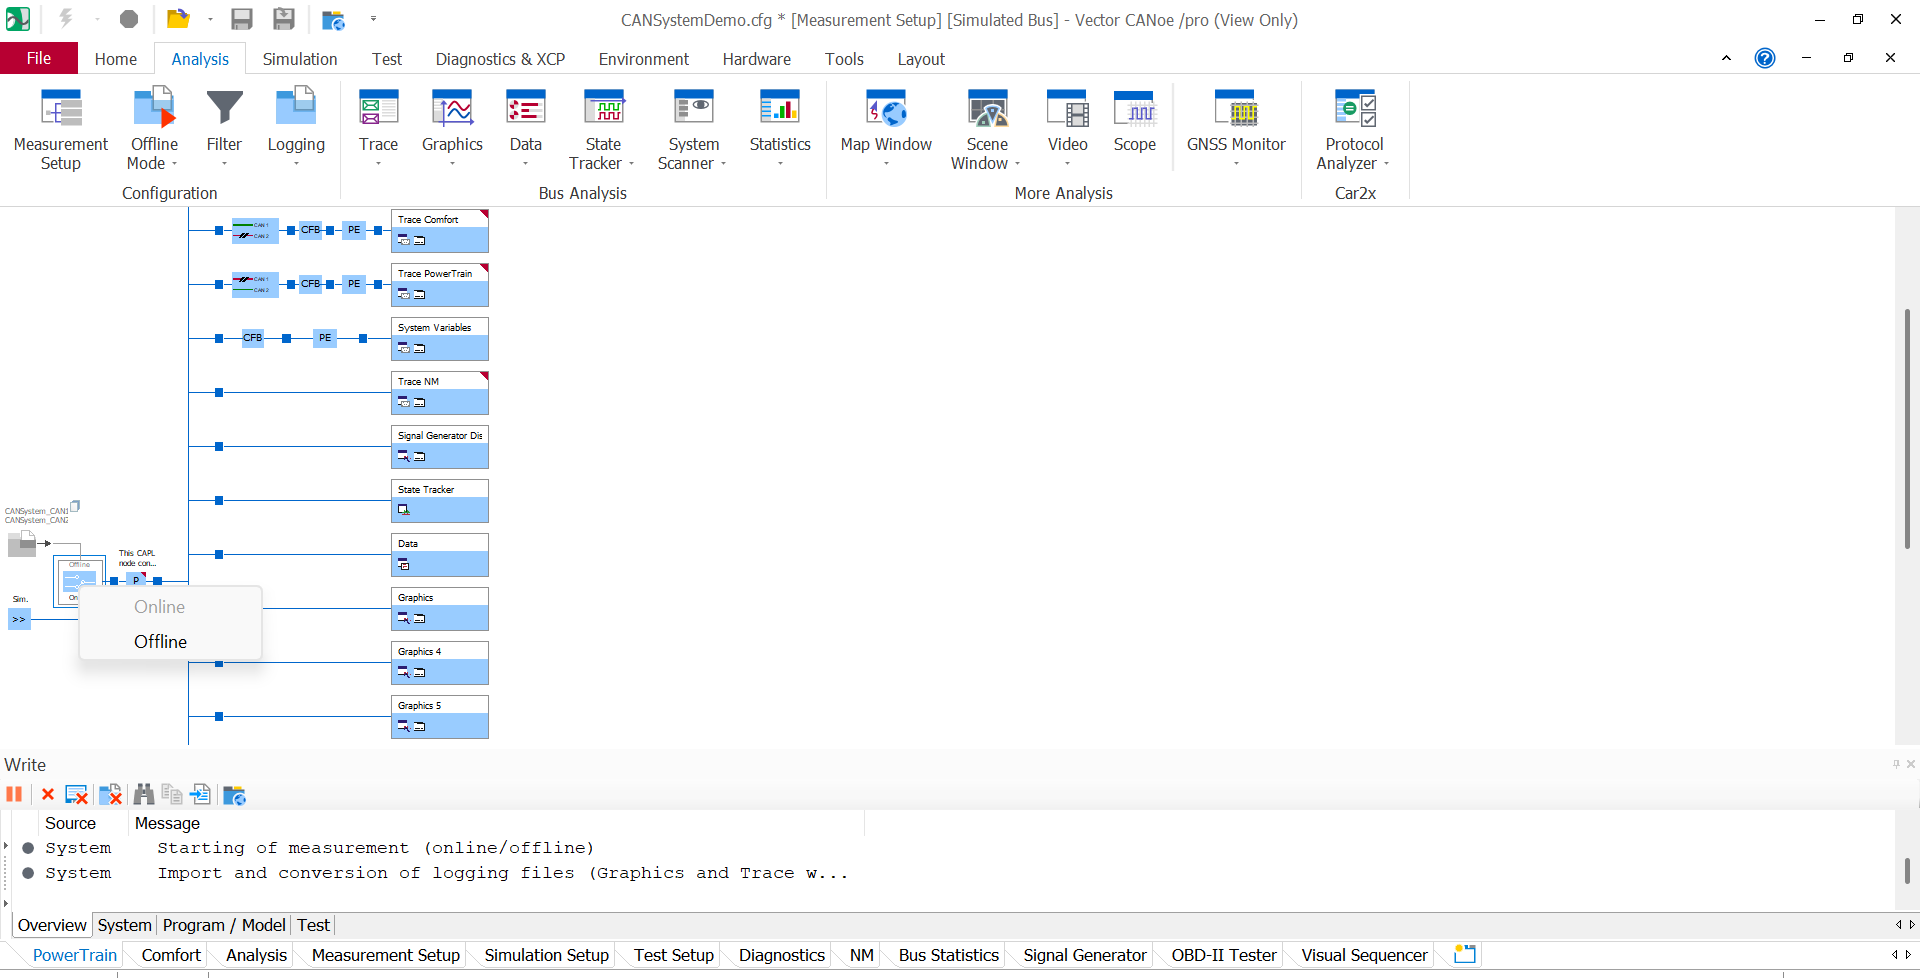 CANSystemDemo.cfg * [Measurement Setup] [Simulated Bus] - Vector CANoe /pro (View Only)
File Home Analysis Simulation Test Diagnostics & XCP Environment Hardware Tools Layout
Measurement Setup
Offline Mode
Filter
Logging
Trace
Graphics
Data
State Tracker
System Scanner
Statistics
Map Window
Scene Window
Video
Scope
GNSS Monitor
Protocol Analyzer
Configuration
Bus Analysis
More Analysis
Car2x
CAN 1
CAN 2
CFB
PE
Trace Comfort
CAN 1
CAN 2
CFB
PE
Trace PowerTrain
CFB
PE
System Variables
Trace NM
Signal Generator Dis
State Tracker
CANSystem_CAN1
CANSystem_CAN2
Data
This CAPL
node con...
Offline
P
On
Sim.
>>
Online
Offline
Graphics
Graphics 4
Graphics 5
Write
Source Message
System Starting of measurement (online/offline)
System Import and conversion of logging files (Graphics and Trace w...
Overview System Program / Model Test
PowerTrain Comfort Analysis Measurement Setup Simulation Setup Test Setup Diagnostics NM Bus Statistics Signal Generator OBD-II Tester Visual Sequencer